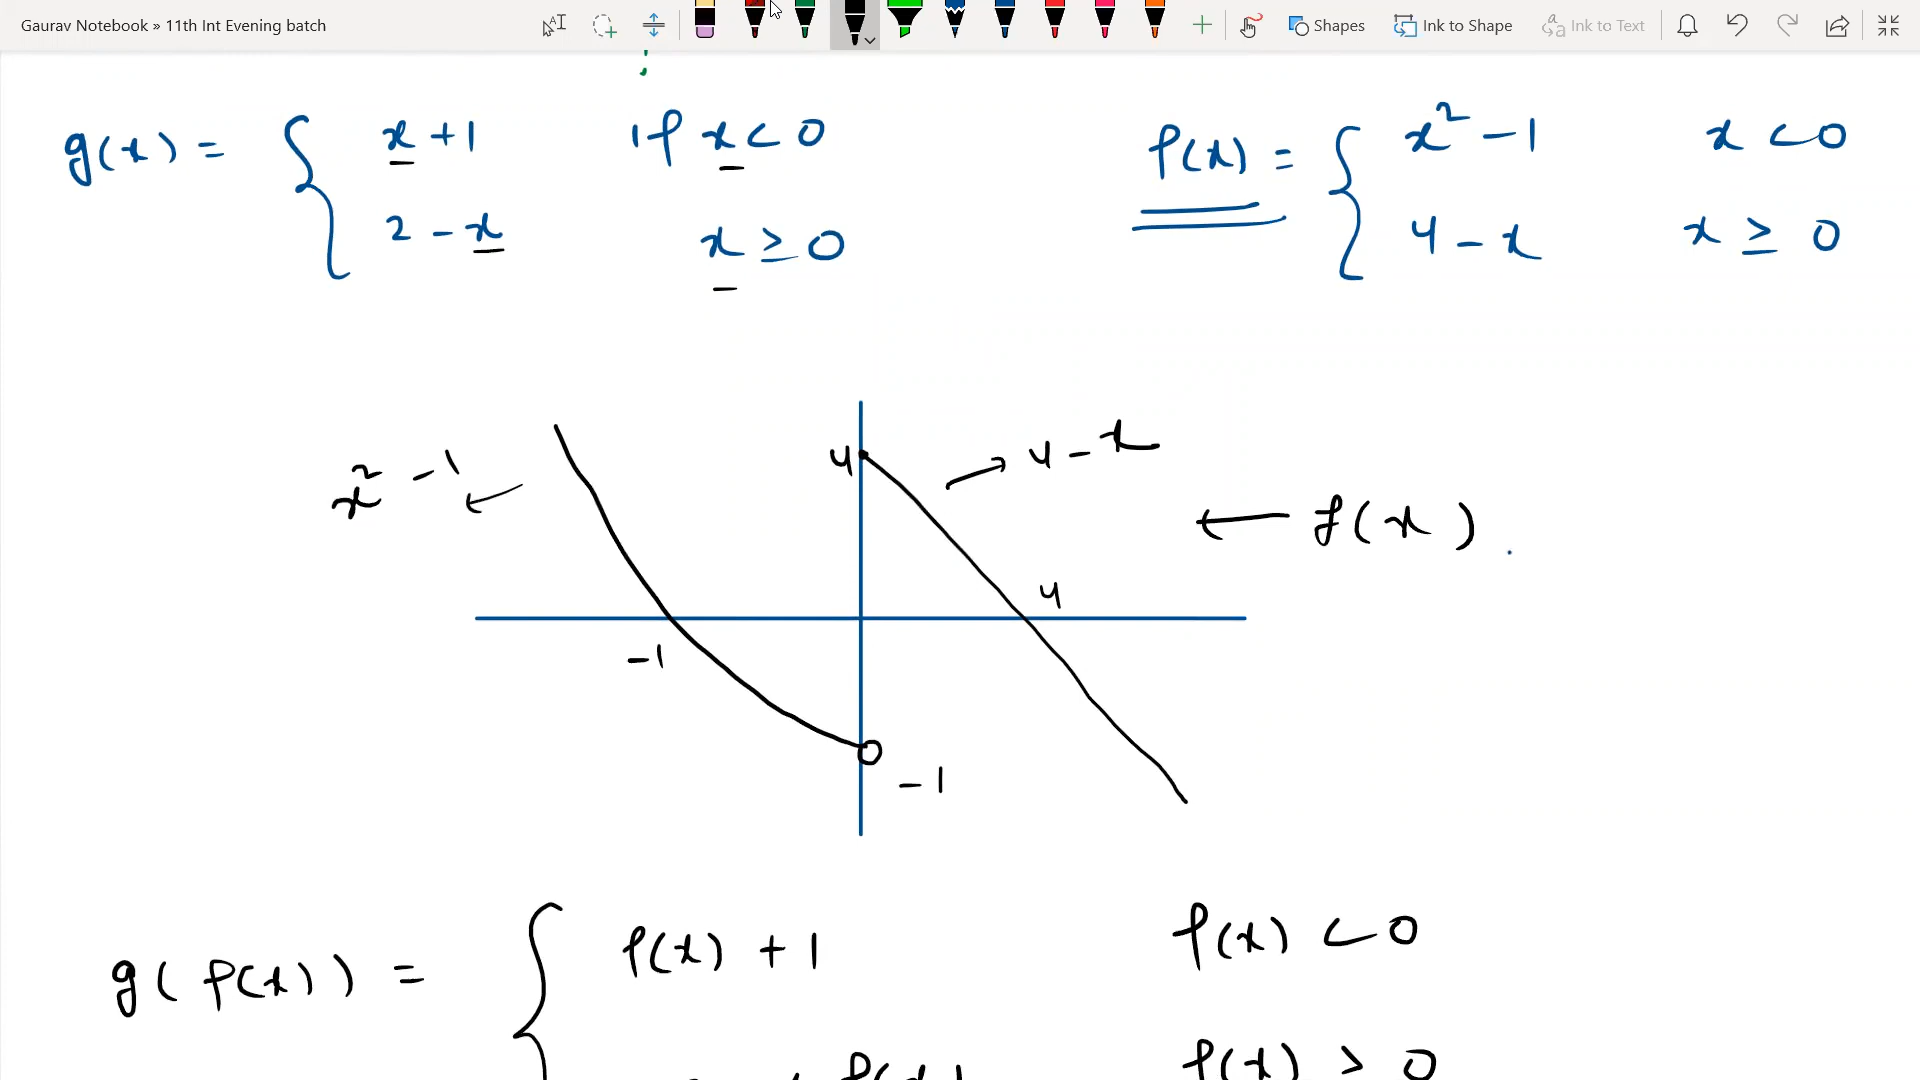 Gaurav Notebook » 11th Int Evening batch
Shapes Ink to Shape Ink to Text
g(x) = { x + 1 if x < 0
2 - x x ≥ 0
f(x) = { x² - 1 x < 0
4 - x x ≥ 0
x² - 1
4
4 - x
f(x).
4
-1
-1
g(f(x)) = { f(x) + 1 f(x) < 0
f(x) f(x) > 0